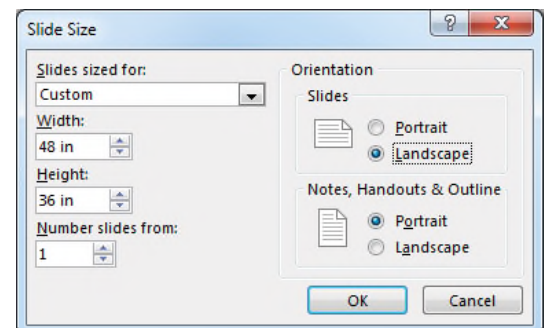 Slide Size
Slides sized for:
Custom
Width:
48 in
Height:
36 in
Number slides from:
1
Orientation
Slides
Portrait
Landscape
Notes, Handouts & Outline
Portrait
Landscape
OK
Cancel